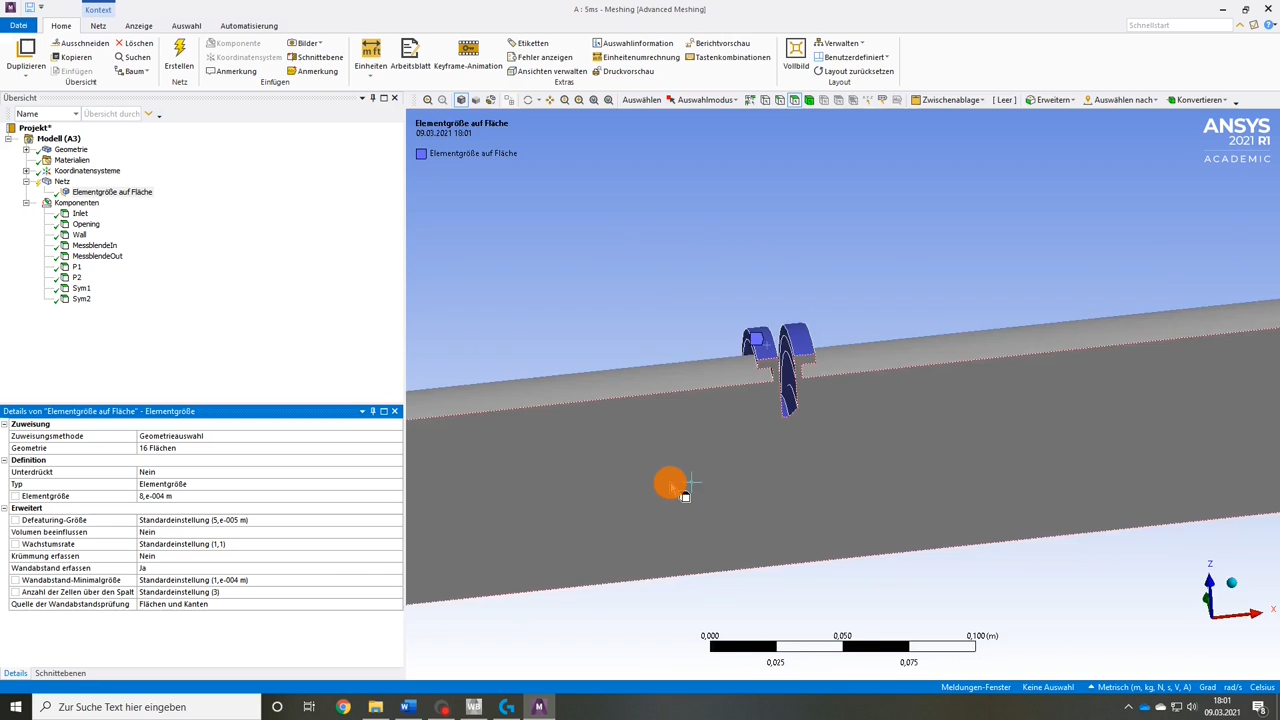 Kontext
A : 5ms - Meshing [Advanced Meshing]
Datei Home Netz Anzeige Auswahl Automatisierung
Schnellstart
Duplizieren
Ausschneiden
Kopieren
Einfügen
Löschen
Suchen
Baum
Übersicht
Erstellen
Netz
Komponente
Koordinatensystem
Anmerkung
Bilder
Schnittebene
Anmerkung
Einfügen
Einheiten
Arbeitsblatt
Keyframe-Animation
Etiketten
Fehler anzeigen
Ansichten verwalten
Auswahlinformation
Einheitenumrechnung
Druckvorschau
Berichtvorschau
Tastenkombinationen
Extras
Vollbild
Verwalten
Benutzerdefiniert
Layout zurücksetzen
Layout
Übersicht
Auswählen Auswahlmodus Zwischenablage [ Leer ] Erweitern Auswählen nach Konvertieren
Name Übersicht durch
Projekt*
Modell (A3)
Geometrie
Materialien
Koordinatensysteme
Netz
Elementgröße auf Fläche
Komponenten
Inlet
Opening
Wall
MessblendeIn
MessblendeOut
P1
P2
Sym1
Sym2
Elementgröße auf Fläche
09.03.2021 18:01
Elementgröße auf Fläche
ANSYS
2021 R1
ACADEMIC
Details von "Elementgröße auf Fläche" - Elementgröße
Zuweisung
Zuweisungsmethode Geometrieauswahl
Geometrie 16 Flächen
Definition
Unterdrückt Nein
Typ Elementgröße
Elementgröße 8,e-004 m
Erweitert
Defeaturing-Größe Standardeinstellung (5,e-005 m)
Volumen beeinflussen Nein
Wachstumsrate Standardeinstellung (1,1)
Krümmung erfassen Nein
Wandabstand erfassen Ja
Wandabstand-Minimalgröße Standardeinstellung (1,e-004 m)
Anzahl der Zellen über den Spalt Standardeinstellung (3)
Quelle der Wandabstandsprüfung Flächen und Kanten
Z
X
0,000 0,050 0,100 (m)
0,025 0,075
Details Schnittebenen
Meldungen-Fenster Keine Auswahl Metrisch (m, kg, N, s, V, A) Grad rad/s Celsius
Zur Suche Text hier eingeben
18:01
09.03.2021
8